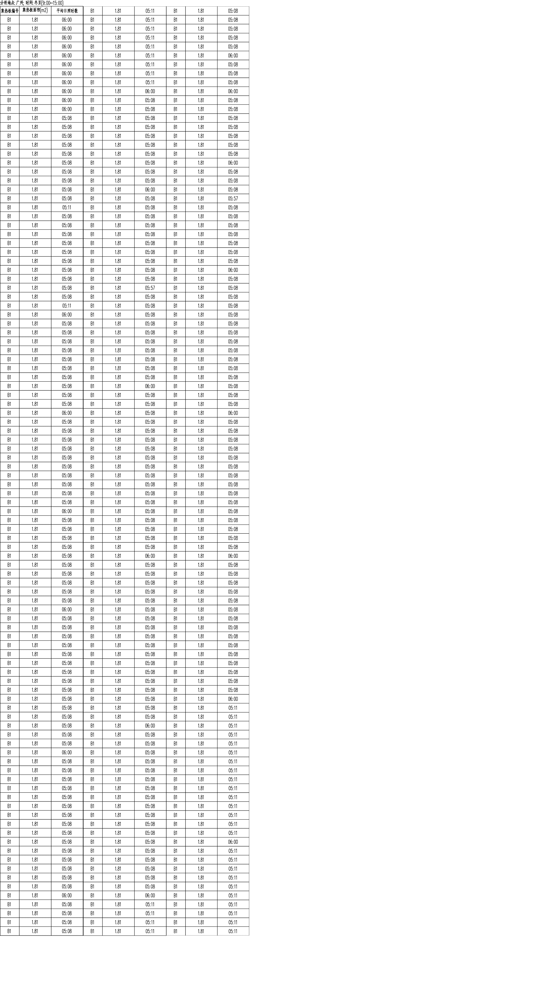 分析地点:广州; 时间:冬至(9:00~15:00)
集热板编号 集热板面积(m2) 平均日照时数 B1 1.81 05:11 B1 1.81 05:08
B1 1.81 06:00 B1 1.81 05:11 B1 1.81 05:08
B1 1.81 06:00 B1 1.81 05:11 B1 1.81 05:08
B1 1.81 06:00 B1 1.81 05:11 B1 1.81 05:08
B1 1.81 06:00 B1 1.81 05:11 B1 1.81 05:08
B1 1.81 06:00 B1 1.81 05:11 B1 1.81 06:00
B1 1.81 06:00 B1 1.81 05:11 B1 1.81 05:08
B1 1.81 06:00 B1 1.81 05:11 B1 1.81 05:08
B1 1.81 06:00 B1 1.81 05:11 B1 1.81 05:08
B1 1.81 06:00 B1 1.81 06:00 B1 1.81 06:00
B1 1.81 06:00 B1 1.81 05:08 B1 1.81 05:08
B1 1.81 06:00 B1 1.81 05:08 B1 1.81 05:08
B1 1.81 05:08 B1 1.81 05:08 B1 1.81 05:08
B1 1.81 05:08 B1 1.81 05:08 B1 1.81 05:08
B1 1.81 05:08 B1 1.81 05:08 B1 1.81 05:08
B1 1.81 05:08 B1 1.81 05:08 B1 1.81 05:08
B1 1.81 05:08 B1 1.81 05:08 B1 1.81 05:08
B1 1.81 05:08 B1 1.81 05:08 B1 1.81 06:00
B1 1.81 05:08 B1 1.81 05:08 B1 1.81 05:08
B1 1.81 05:08 B1 1.81 05:08 B1 1.81 05:08
B1 1.81 05:08 B1 1.81 06:00 B1 1.81 05:08
B1 1.81 05:08 B1 1.81 05:08 B1 1.81 05:57
B1 1.81 05:11 B1 1.81 05:08 B1 1.81 05:08
B1 1.81 05:08 B1 1.81 05:08 B1 1.81 05:08
B1 1.81 05:08 B1 1.81 05:08 B1 1.81 05:08
B1 1.81 05:08 B1 1.81 05:08 B1 1.81 05:08
B1 1.81 05:08 B1 1.81 05:08 B1 1.81 05:08
B1 1.81 05:08 B1 1.81 05:08 B1 1.81 05:08
B1 1.81 05:08 B1 1.81 05:08 B1 1.81 05:08
B1 1.81 05:08 B1 1.81 05:08 B1 1.81 06:00
B1 1.81 05:08 B1 1.81 05:08 B1 1.81 05:08
B1 1.81 05:08 B1 1.81 05:57 B1 1.81 05:08
B1 1.81 05:08 B1 1.81 05:08 B1 1.81 05:08
B1 1.81 05:11 B1 1.81 05:08 B1 1.81 05:08
B1 1.81 06:00 B1 1.81 05:08 B1 1.81 05:08
B1 1.81 05:08 B1 1.81 05:08 B1 1.81 05:08
B1 1.81 05:08 B1 1.81 05:08 B1 1.81 05:08
B1 1.81 05:08 B1 1.81 05:08 B1 1.81 05:08
B1 1.81 05:08 B1 1.81 05:08 B1 1.81 05:08
B1 1.81 05:08 B1 1.81 05:08 B1 1.81 05:08
B1 1.81 05:08 B1 1.81 05:08 B1 1.81 05:08
B1 1.81 05:08 B1 1.81 05:08 B1 1.81 05:08
B1 1.81 05:08 B1 1.81 06:00 B1 1.81 05:08
B1 1.81 05:08 B1 1.81 05:08 B1 1.81 05:08
B1 1.81 05:08 B1 1.81 05:08 B1 1.81 05:08
B1 1.81 06:00 B1 1.81 05:08 B1 1.81 06:00
B1 1.81 05:08 B1 1.81 05:08 B1 1.81 05:08
B1 1.81 05:08 B1 1.81 05:08 B1 1.81 05:08
B1 1.81 05:08 B1 1.81 05:08 B1 1.81 05:08
B1 1.81 05:08 B1 1.81 05:08 B1 1.81 05:08
B1 1.81 05:08 B1 1.81 05:08 B1 1.81 05:08
B1 1.81 05:08 B1 1.81 05:08 B1 1.81 05:08
B1 1.81 05:08 B1 1.81 05:08 B1 1.81 05:08
B1 1.81 05:08 B1 1.81 05:08 B1 1.81 05:08
B1 1.81 05:08 B1 1.81 05:08 B1 1.81 05:08
B1 1.81 05:08 B1 1.81 05:08 B1 1.81 05:08
B1 1.81 06:00 B1 1.81 05:08 B1 1.81 05:08
B1 1.81 05:08 B1 1.81 05:08 B1 1.81 05:08
B1 1.81 05:08 B1 1.81 05:08 B1 1.81 05:08
B1 1.81 05:08 B1 1.81 05:08 B1 1.81 05:08
B1 1.81 05:08 B1 1.81 05:08 B1 1.81 05:08
B1 1.81 05:08 B1 1.81 06:00 B1 1.81 06:00
B1 1.81 05:08 B1 1.81 05:08 B1 1.81 05:08
B1 1.81 05:08 B1 1.81 05:08 B1 1.81 05:08
B1 1.81 05:08 B1 1.81 05:08 B1 1.81 05:08
B1 1.81 05:08 B1 1.81 05:08 B1 1.81 05:08
B1 1.81 05:08 B1 1.81 05:08 B1 1.81 05:08
B1 1.81 06:00 B1 1.81 05:08 B1 1.81 05:08
B1 1.81 05:08 B1 1.81 05:08 B1 1.81 05:08
B1 1.81 05:08 B1 1.81 05:08 B1 1.81 05:08
B1 1.81 05:08 B1 1.81 05:08 B1 1.81 05:08
B1 1.81 05:08 B1 1.81 05:08 B1 1.81 05:08
B1 1.81 05:08 B1 1.81 05:08 B1 1.81 05:08
B1 1.81 05:08 B1 1.81 05:08 B1 1.81 05:08
B1 1.81 05:08 B1 1.81 05:08 B1 1.81 05:08
B1 1.81 05:08 B1 1.81 05:08 B1 1.81 05:08
B1 1.81 05:08 B1 1.81 05:08 B1 1.81 05:08
B1 1.81 05:08 B1 1.81 05:08 B1 1.81 06:00
B1 1.81 05:08 B1 1.81 05:08 B1 1.81 05:11
B1 1.81 05:08 B1 1.81 05:08 B1 1.81 05:11
B1 1.81 05:08 B1 1.81 06:00 B1 1.81 05:11
B1 1.81 05:08 B1 1.81 05:08 B1 1.81 05:11
B1 1.81 05:08 B1 1.81 05:08 B1 1.81 05:11
B1 1.81 06:00 B1 1.81 05:08 B1 1.81 05:11
B1 1.81 05:08 B1 1.81 05:08 B1 1.81 05:11
B1 1.81 05:08 B1 1.81 05:08 B1 1.81 05:11
B1 1.81 05:08 B1 1.81 05:08 B1 1.81 05:11
B1 1.81 05:08 B1 1.81 05:08 B1 1.81 05:11
B1 1.81 05:08 B1 1.81 05:08 B1 1.81 05:11
B1 1.81 05:08 B1 1.81 05:08 B1 1.81 05:11
B1 1.81 05:08 B1 1.81 05:08 B1 1.81 05:11
B1 1.81 05:08 B1 1.81 05:08 B1 1.81 05:11
B1 1.81 05:08 B1 1.81 05:08 B1 1.81 05:11
B1 1.81 05:08 B1 1.81 05:08 B1 1.81 06:00
B1 1.81 05:08 B1 1.81 05:08 B1 1.81 05:11
B1 1.81 05:08 B1 1.81 05:08 B1 1.81 05:11
B1 1.81 05:08 B1 1.81 05:08 B1 1.81 05:11
B1 1.81 05:08 B1 1.81 05:08 B1 1.81 05:11
B1 1.81 05:08 B1 1.81 05:08 B1 1.81 05:11
B1 1.81 06:00 B1 1.81 06:00 B1 1.81 05:11
B1 1.81 05:08 B1 1.81 05:11 B1 1.81 05:11
B1 1.81 05:08 B1 1.81 05:11 B1 1.81 05:11
B1 1.81 05:08 B1 1.81 05:11 B1 1.81 05:11
B1 1.81 05:08 B1 1.81 05:11 B1 1.81 05:11